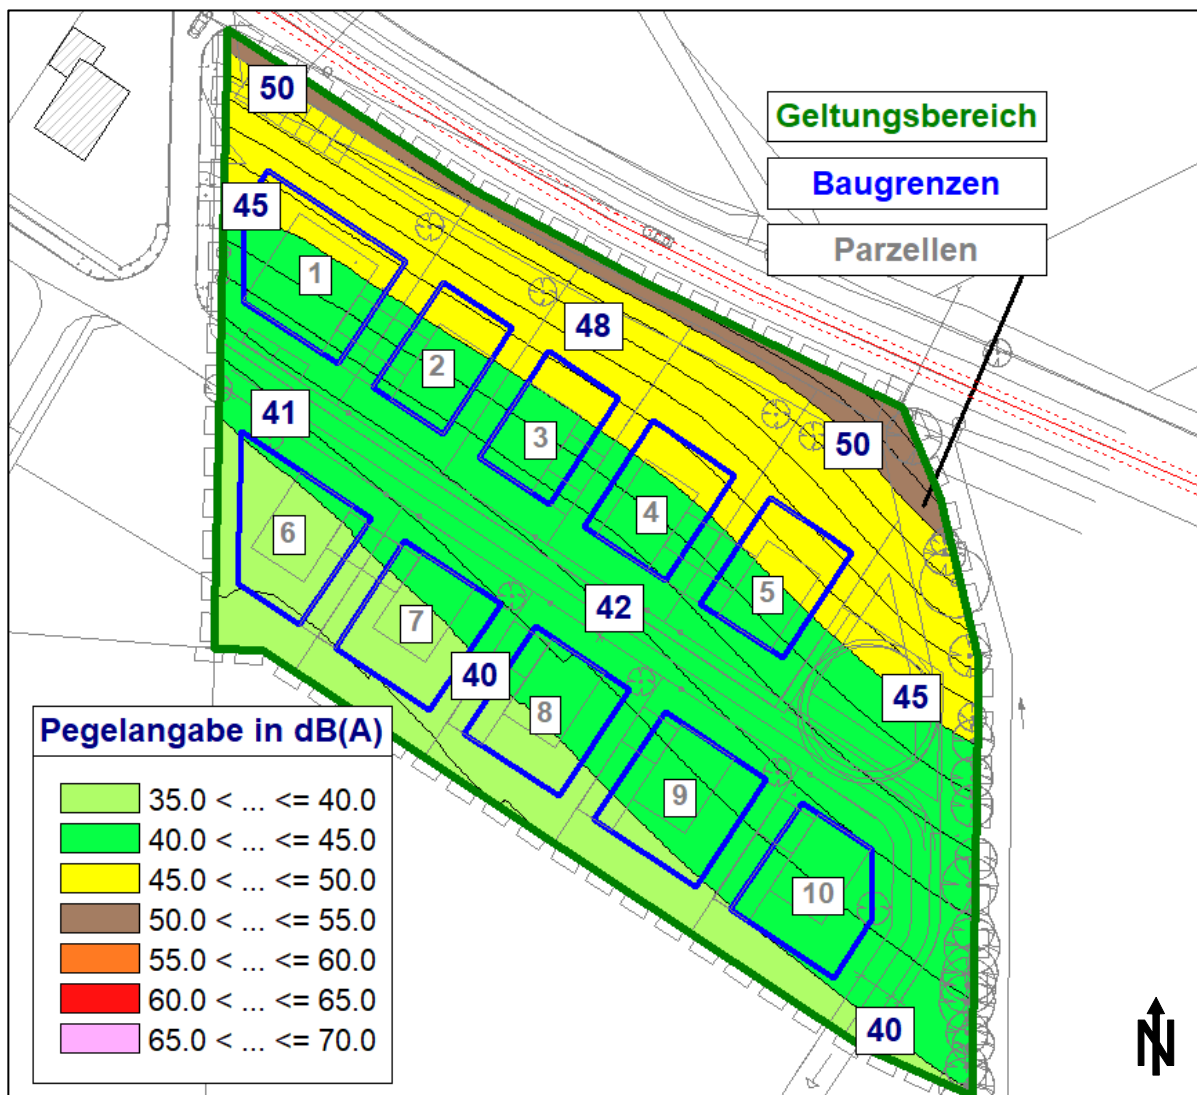 50
Geltungsbereich
Baugrenzen
45
Parzellen
1
48
2
41
3
50
4
6
5
7
42
40
45
8
9
10
40
Pegelangabe in dB(A)
35.0 < ... <= 40.0
40.0 < ... <= 45.0
45.0 < ... <= 50.0
50.0 < ... <= 55.0
55.0 < ... <= 60.0
60.0 < ... <= 65.0
65.0 < ... <= 70.0
N